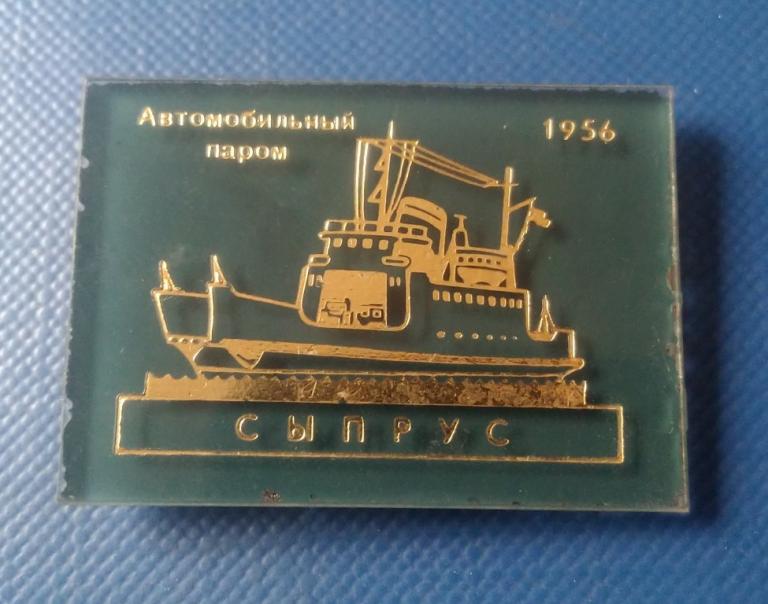 Автомобильный
паром
1956
СЫПРУС